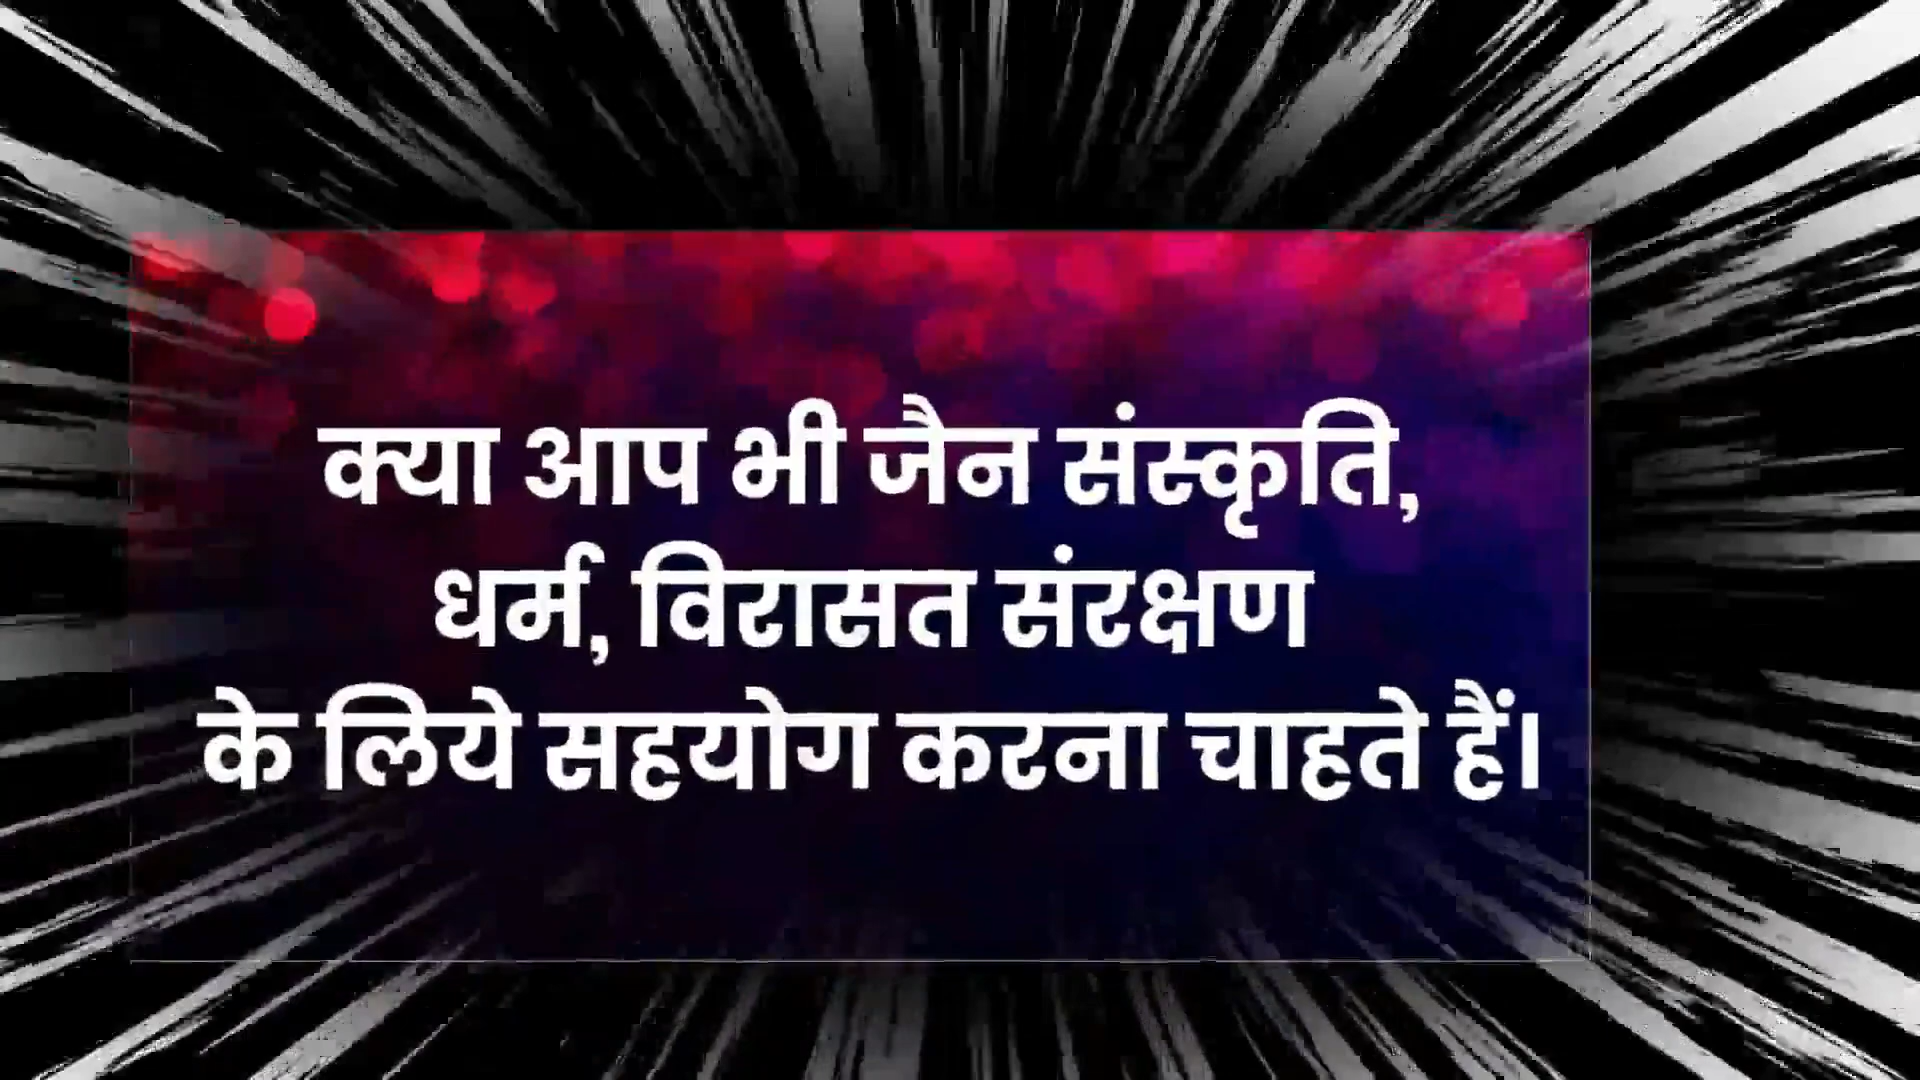 क्या आप भी जैन संस्कृति,
धर्म, विरासत संरक्षण
के लिये सहयोग करना चाहते हैं।